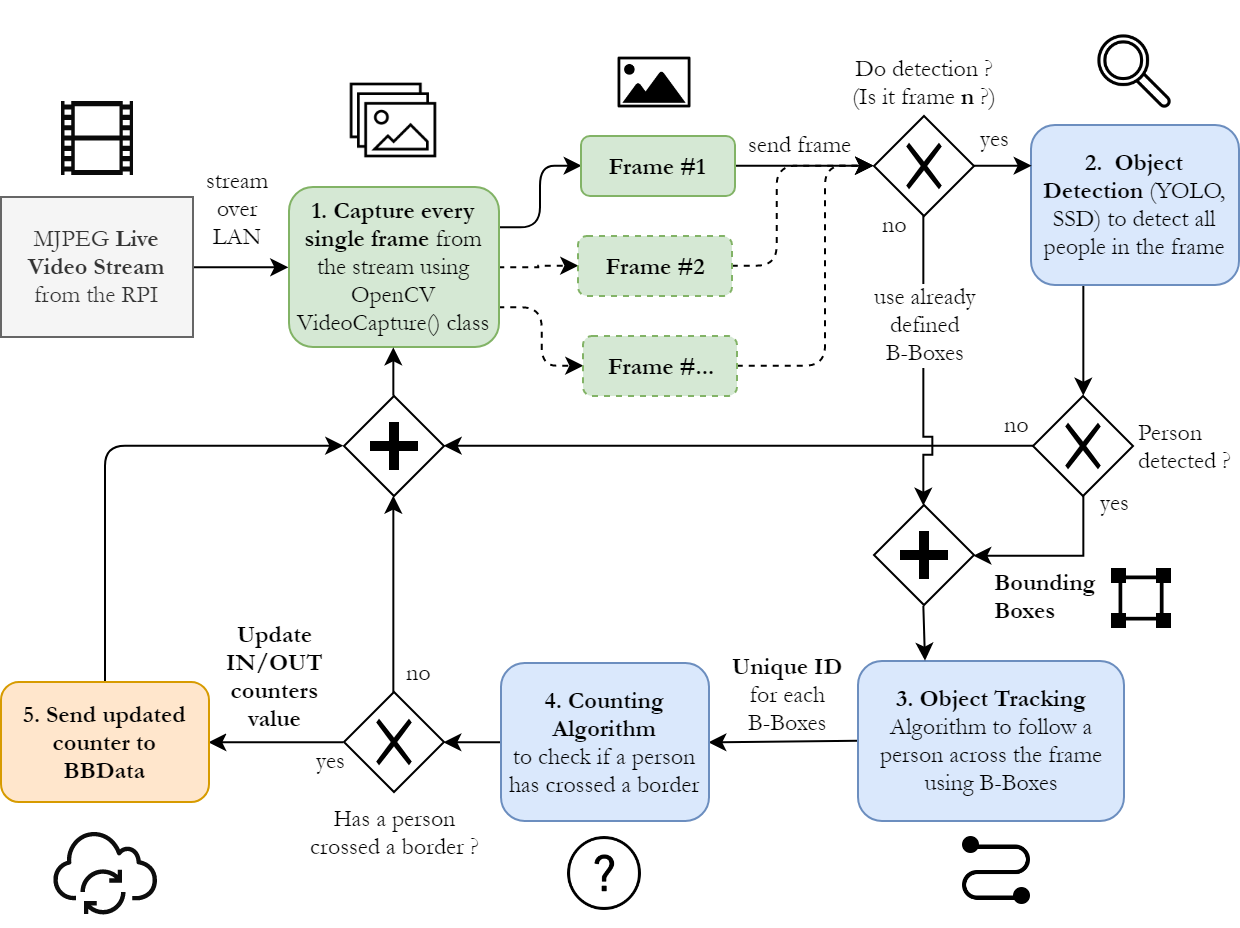 Do detection ?
(Is it frame n ?)
stream
over
LAN
MJPEG Live
Video Stream
from the RPI
1. Capture every
single frame from
the stream using
OpenCV
VideoCapture() class
Frame #1
Frame #2
Frame #...
send frame
yes
no
2. Object
Detection (YOLO,
SSD) to detect all
people in the frame
use already
defined
B-Boxes
no
Person
detected ?
yes
Bounding
Boxes
3. Object Tracking
Algorithm to follow a
person across the frame
using B-Boxes
Unique ID
for each
B-Boxes
4. Counting
Algorithm
to check if a person
has crossed a border
?
no
yes
Has a person
crossed a border ?
Update
IN/OUT
counters
value
5. Send updated
counter to
BBData